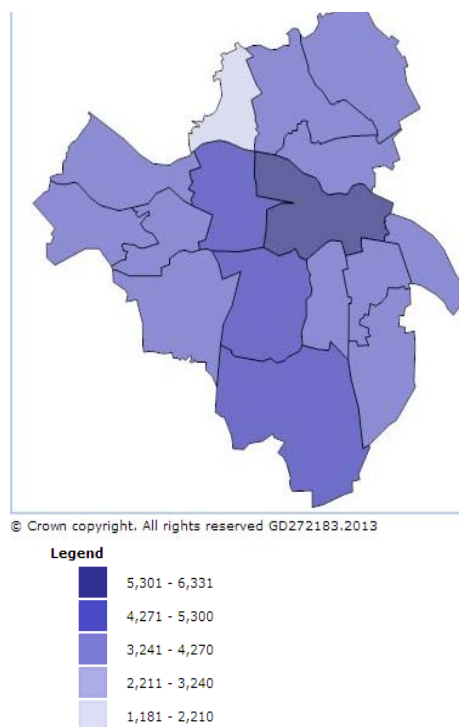 © Crown copyright. All rights reserved GD272183.2013
Legend
5,301 - 6,331
4,271 - 5,300
3,241 - 4,270
2,211 - 3,240
1,181 - 2,210